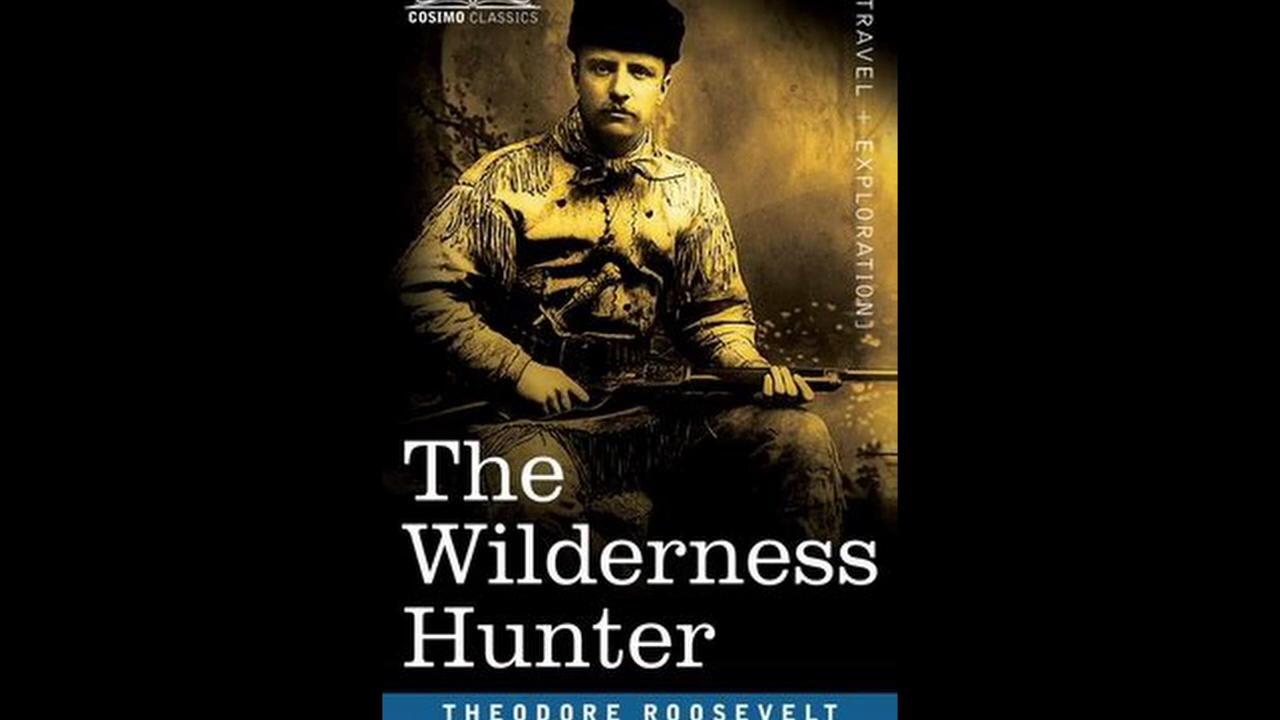 COSIMO CLASSICS
TRAVEL + EXPLORATION]
The
Wilderness
Hunter
THEODORE ROOSEVELT